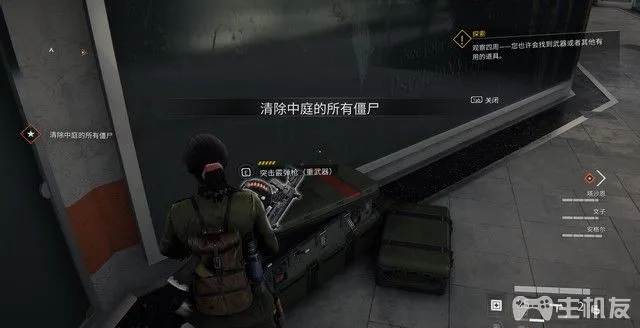 探索
观察四周——您也许会找到武器或者其他有
用的道具。
Tab 关闭
清除中庭的所有僵尸
清除中庭的所有僵尸
E 突击霰弹枪（重武器）
塔沙恩
文子
安格尔
主机友